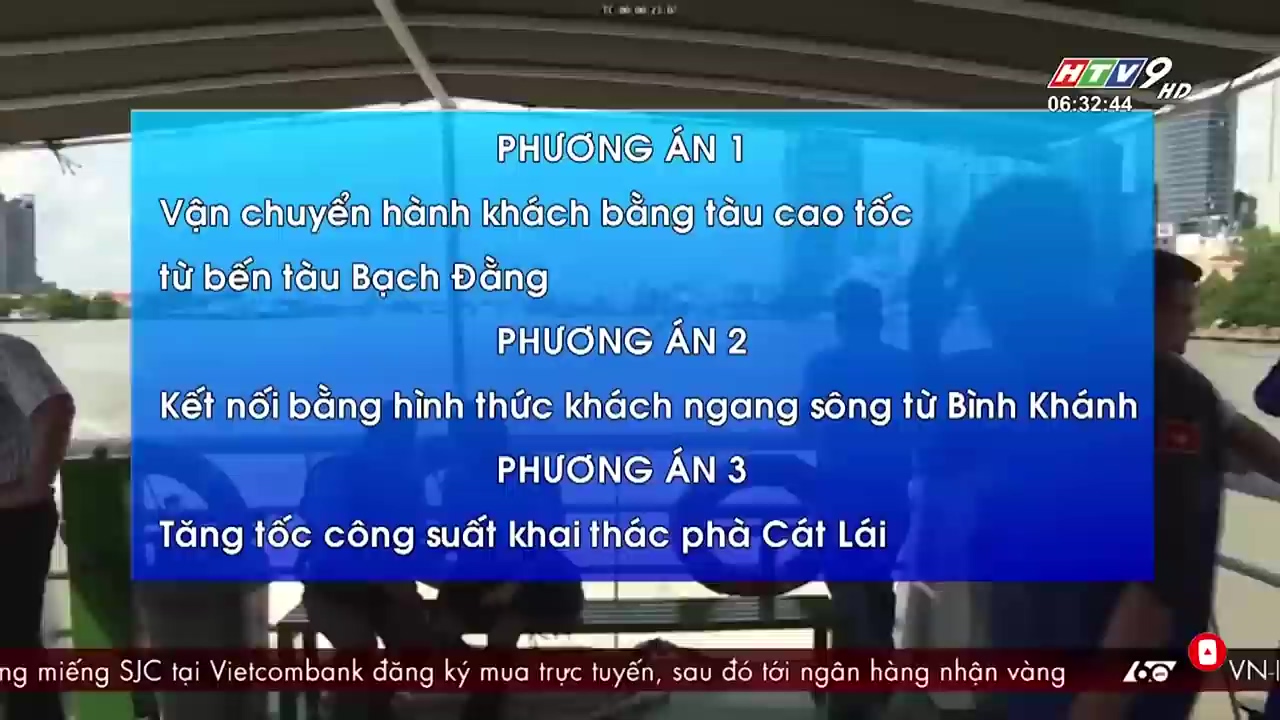 HTV9 HD
06:32:44
PHƯƠNG ÁN 1
Vận chuyển hành khách bằng tàu cao tốc
từ bến tàu Bạch Đằng
PHƯƠNG ÁN 2
Kết nối bằng hình thức khách ngang sông từ Bình Khánh
PHƯƠNG ÁN 3
Tăng tốc công suất khai thác phà Cát Lái
miếng SJC tại Vietcombank đăng ký mua trực tuyến, sau đó tới ngân hàng nhận vàng